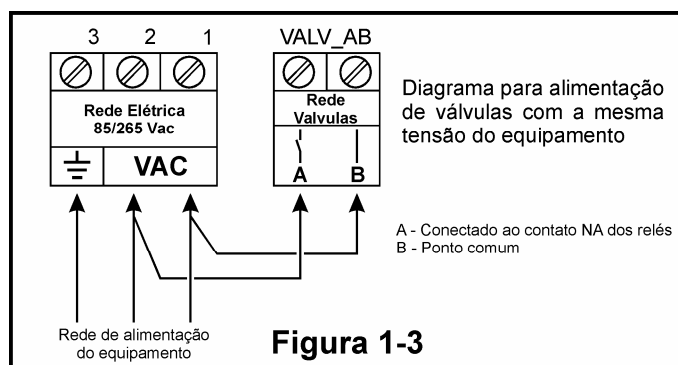 3 2 1
VALV_AB
Rede Elétrica
85/265 Vac
VAC
Rede
Valvulas
A B
Diagrama para alimentação
de válvulas com a mesma
tensão do equipamento
A - Conectado ao contato NA dos relés
B - Ponto comum
Rede de alimentação
do equipamento
Figura 1-3